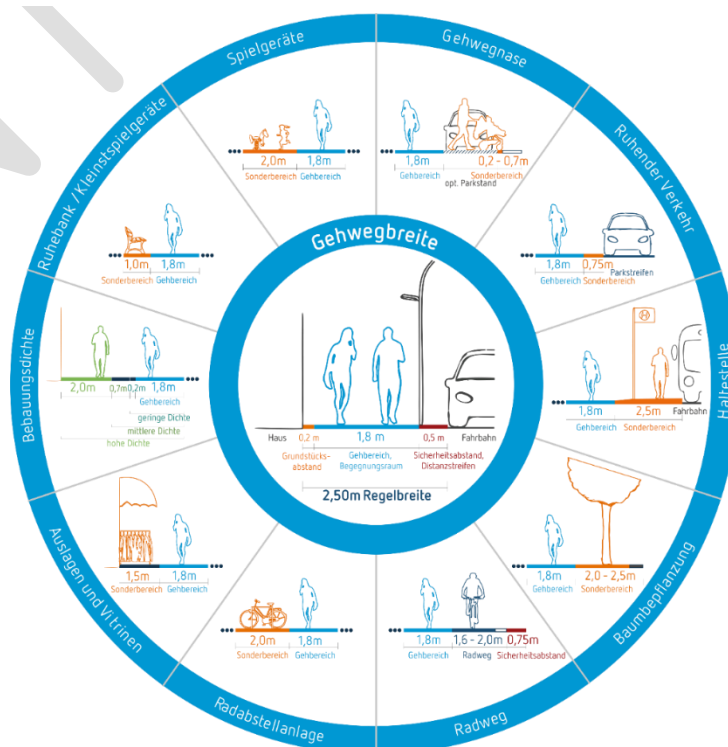 Gehwegbreite
Haus
0,2 m
1,8 m
0,5 m
Fahrbahn
Grundstücks-
abstand
Gehbereich,
Begegnungsraum
Sicherheitsabstand,
Distanzstreifen
2,50m Regelbreite
Spielgeräte
2,0m
1,8m
Sonderbereich
Gehbereich
Gehwegnase
1,8m
0,2 - 0,7m
Gehbereich
Sonderbereich
opt. Parkstand
Ruhender Verkehr
1,8m
0,75m
Parkstreifen
Gehbereich
Sonderbereich
Haltestelle
H
1,8m
2,5m
Fahrbahn
Gehbereich
Sonderbereich
Baumbepflanzung
1,8m
2,0 - 2,5m
Gehbereich
Sonderbereich
Radweg
1,8m
1,6 - 2,0m
0,75m
Gehbereich
Radweg
Sicherheitsabstand
Radabstellanlage
2,0m
1,8m
Sonderbereich
Gehbereich
Auslagen und Vitrinen
1,5m
1,8m
Sonderbereich
Gehbereich
Bebauungsdichte
2,0m
0,7m
0,2m
1,8m
Gehbereich
geringe Dichte
mittlere Dichte
hohe Dichte
Ruhebank / Kleinstspielgeräte
1,0m
1,8m
Sonderbereich
Gehbereich